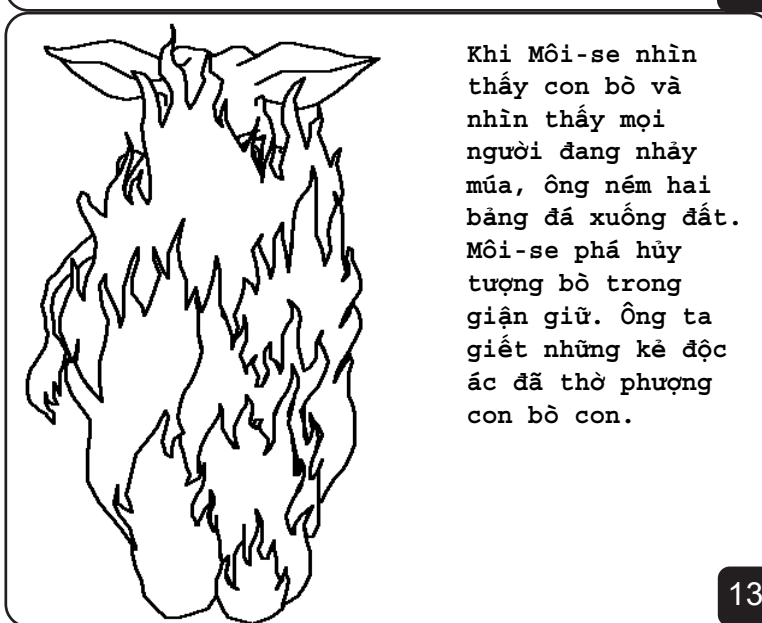 Khi Môi-se nhìn
thấy con bò và
nhìn thấy mọi
người đang nhảy
múa, ông ném hai
bảng đá xuống đất.
Môi-se phá hủy
tượng bò trong
giận giữ. Ông ta
giết những kẻ độc
ác đã thờ phượng
con bò con.
13